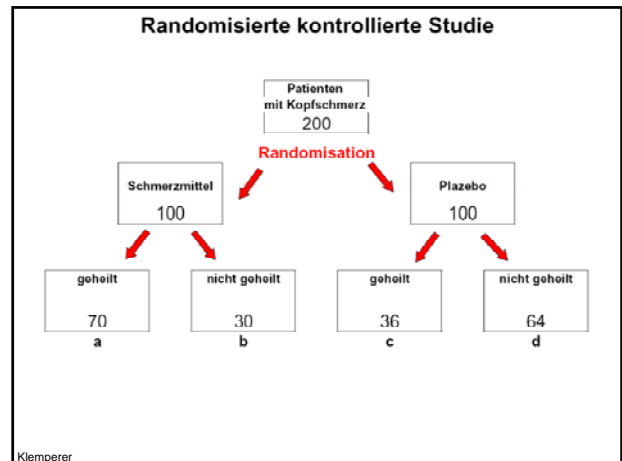 Randomisierte kontrollierte Studie
Patienten
mit Kopfschmerz
200
Randomisation
Schmerzmittel
100
Plazebo
100
geheilt
70
a
nicht geheilt
30
b
geheilt
36
c
nicht geheilt
64
d
Klemperer